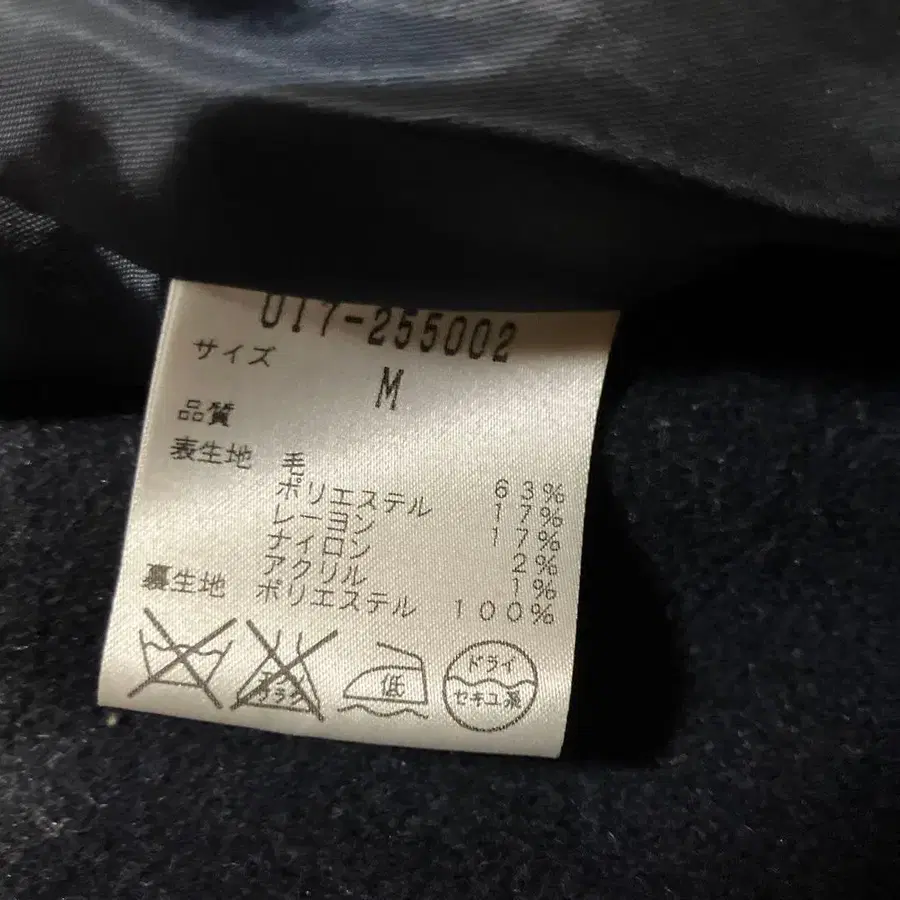 017-255002
サイズ
M
品質
表生地 毛 63%
ポリエステル 17%
レーヨン 17%
ナイロン 2%
アクリル 1%
裏生地 ポリエステル 100%
低
ドライ
セキユ系